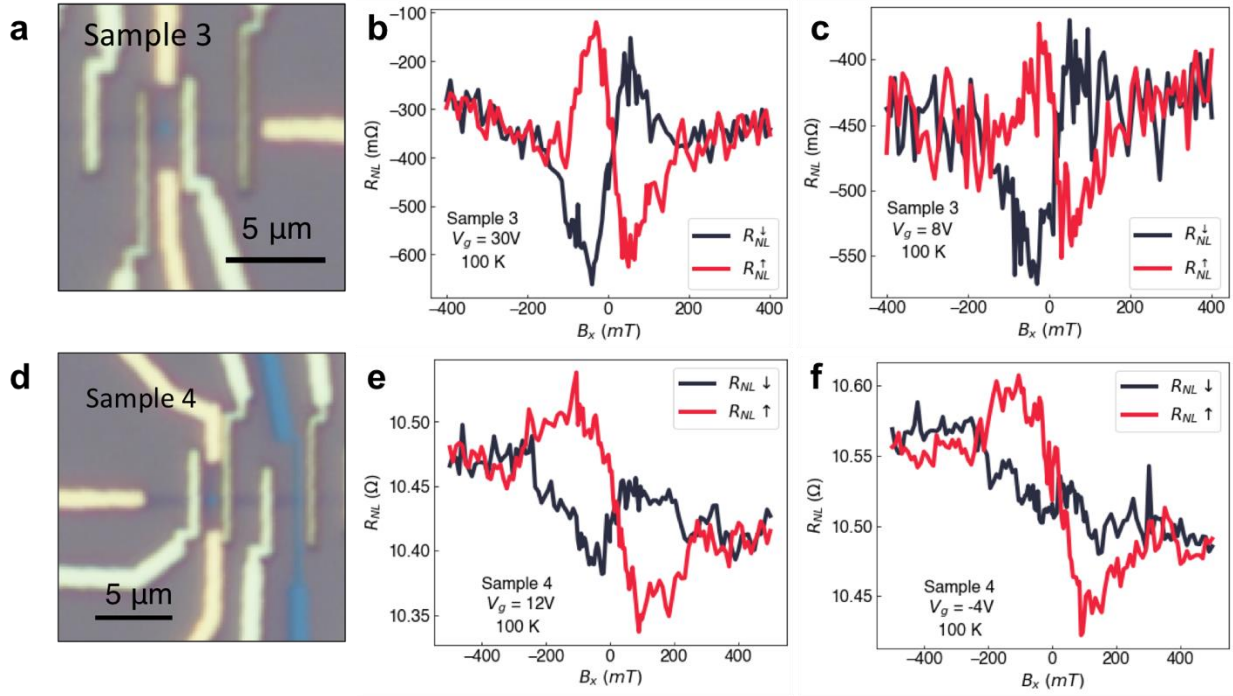 a
Sample 3
5 µm
b
−100
−200
−300
−400
−500
−600
R_NL (mΩ)
−400 −200 0 200 400
B_x (mT)
Sample 3
V_g = 30V
100 K
R_NL^↓
R_NL^↑
c
−400
−450
−500
−550
R_NL (mΩ)
−400 −200 0 200 400
B_x (mT)
Sample 3
V_g = 8V
100 K
R_NL^↓
R_NL^↑
d
Sample 4
5 µm
e
10.50
10.45
10.40
10.35
R_NL (Ω)
−400 −200 0 200 400
B_x (mT)
Sample 4
V_g = 12V
100 K
R_NL ↓
R_NL ↑
f
10.60
10.55
10.50
10.45
R_NL (Ω)
−400 −200 0 200 400
B_x (mT)
Sample 4
V_g = -4V
100 K
R_NL ↓
R_NL ↑